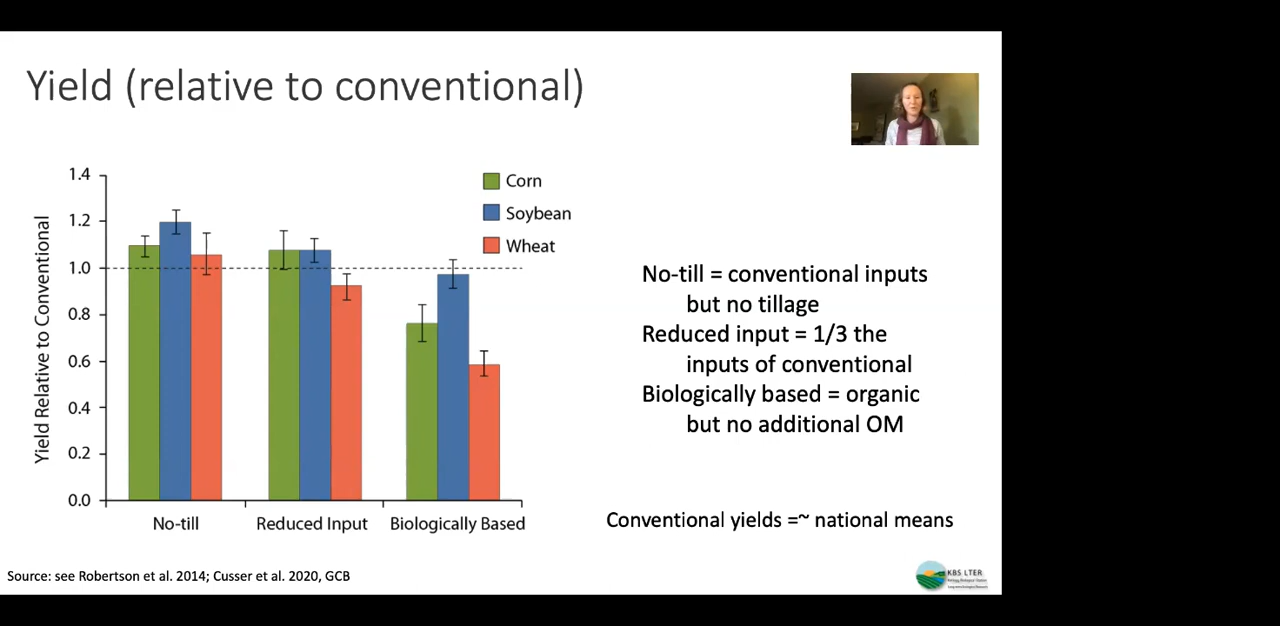 Yield (relative to conventional)
Yield Relative to Conventional
1.4
1.2
1.0
0.8
0.6
0.4
0.2
0.0
Corn
Soybean
Wheat
No-till
Reduced Input
Biologically Based
No-till = conventional inputs
but no tillage
Reduced input = 1/3 the
inputs of conventional
Biologically based = organic
but no additional OM
Conventional yields =~ national means
Source: see Robertson et al. 2014; Cusser et al. 2020, GCB
KBS LTER